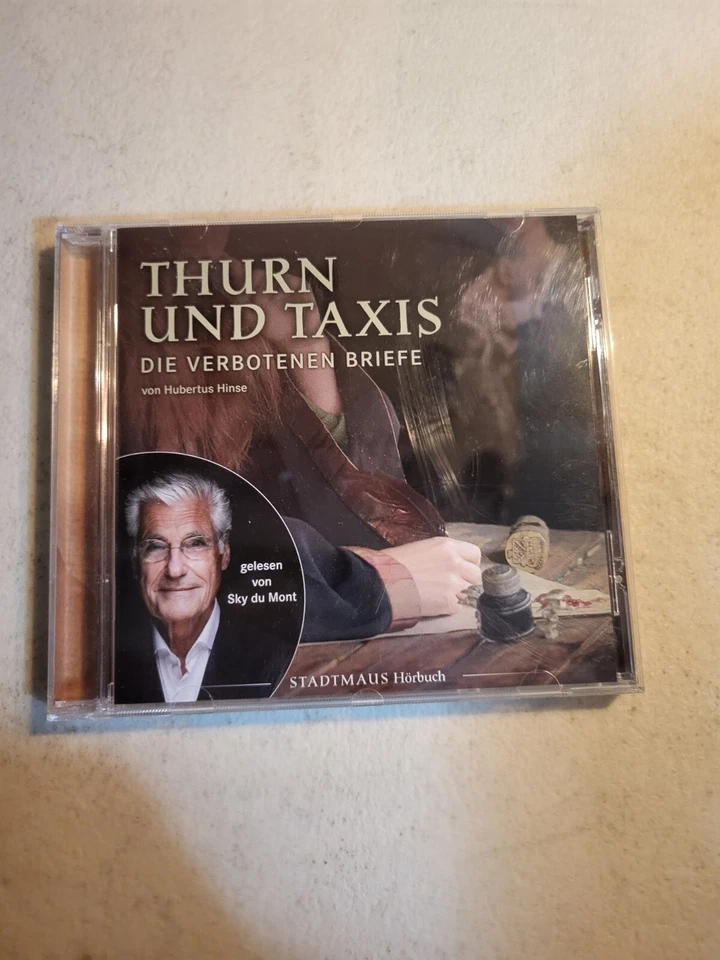 THURN
UND TAXIS
DIE VERBOTENEN BRIEFE
von Hubertus Hinse
gelesen
von
Sky du Mont
STADTMAUS Hörbuch